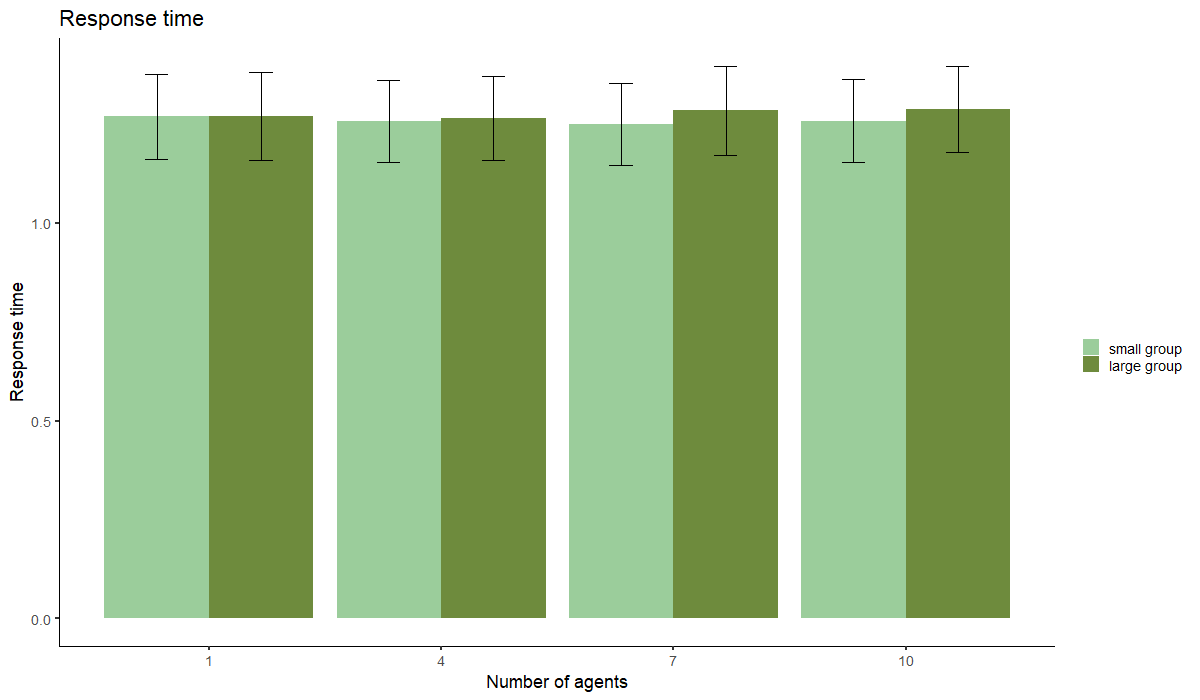 Response time
Response time
1.0
0.5
0.0
1 4 7 10
Number of agents
small group
large group